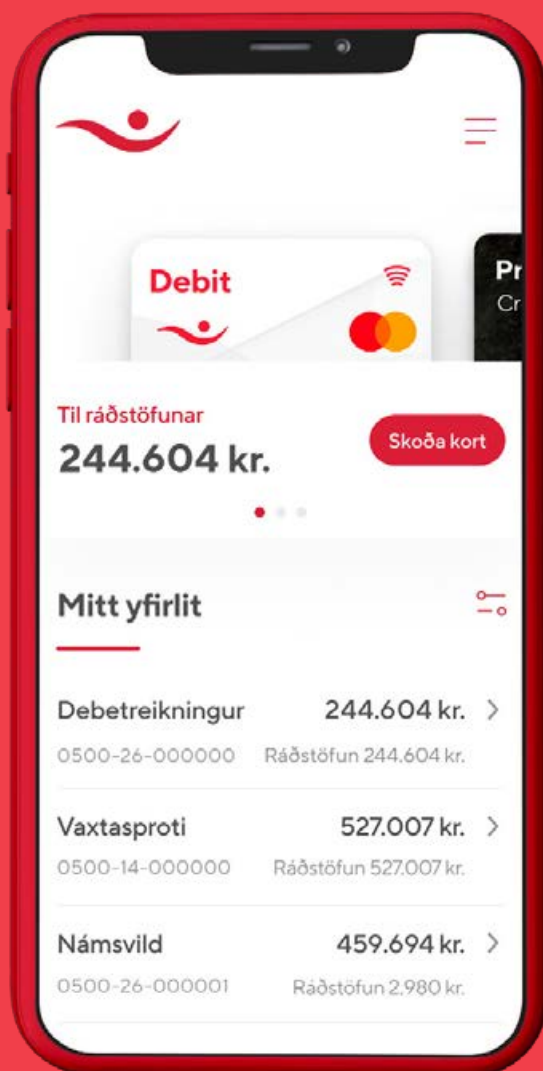 Debit
Pr
Cr
Til ráðstöfunar
244.604 kr.
Skoða kort
Mitt yfirlit
Debetreikningur 244.604 kr.
0500-26-000000 Ráðstöfun 244.604 kr.
Vaxtasproti 527.007 kr.
0500-14-000000 Ráðstöfun 527.007 kr.
Námsvild 459.694 kr.
0500-26-000001 Ráðstöfun 2.980 kr.